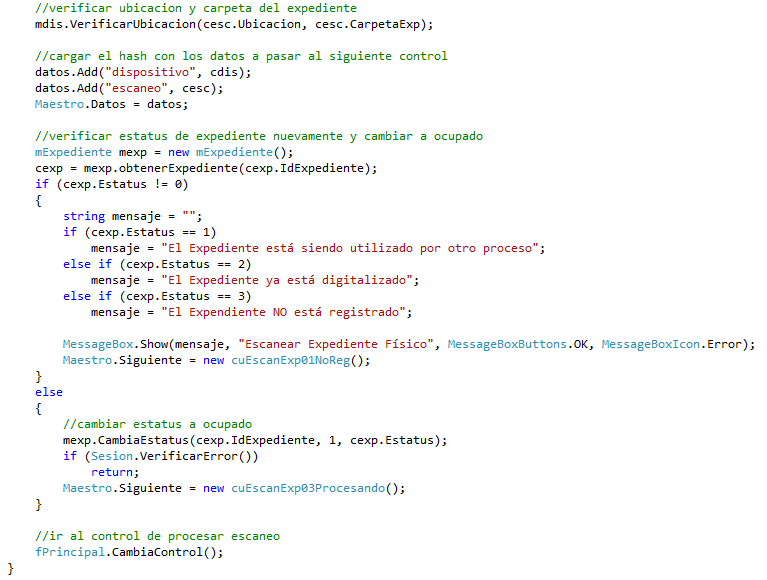 //verificar ubicacion y carpeta del expediente
mdis.VerificarUbicacion(cesc.Ubicacion, cesc.CarpetaExp);
//cargar el hash con los datos a pasar al siguiente control
datos.Add("dispositivo", cdis);
datos.Add("escaneo", cesc);
Maestro.Datos = datos;
//verificar estatus de expediente nuevamente y cambiar a ocupado
mExpediente mexp = new mExpediente();
cexp = mexp.obtenerExpediente(cexp.IdExpediente);
if (cexp.Estatus != 0)
{
string mensaje = "";
if (cexp.Estatus == 1)
mensaje = "El Expediente está siendo utilizado por otro proceso";
else if (cexp.Estatus == 2)
mensaje = "El Expediente ya está digitalizado";
else if (cexp.Estatus == 3)
mensaje = "El Expendiente NO está registrado";
MessageBox.Show(mensaje, "Escanear Expediente Físico", MessageBoxButtons.OK, MessageBoxIcon.Error);
Maestro.Siguiente = new cuEscanExp01NoReg();
}
else
{
//cambiar estatus a ocupado
mexp.CambiaEstatus(cexp.IdExpediente, 1, cexp.Estatus);
if (Sesion.VerificarError())
return;
Maestro.Siguiente = new cuEscanExp03Procesando();
}
//ir al control de procesar escaneo
fPrincipal.CambiaControl();
}